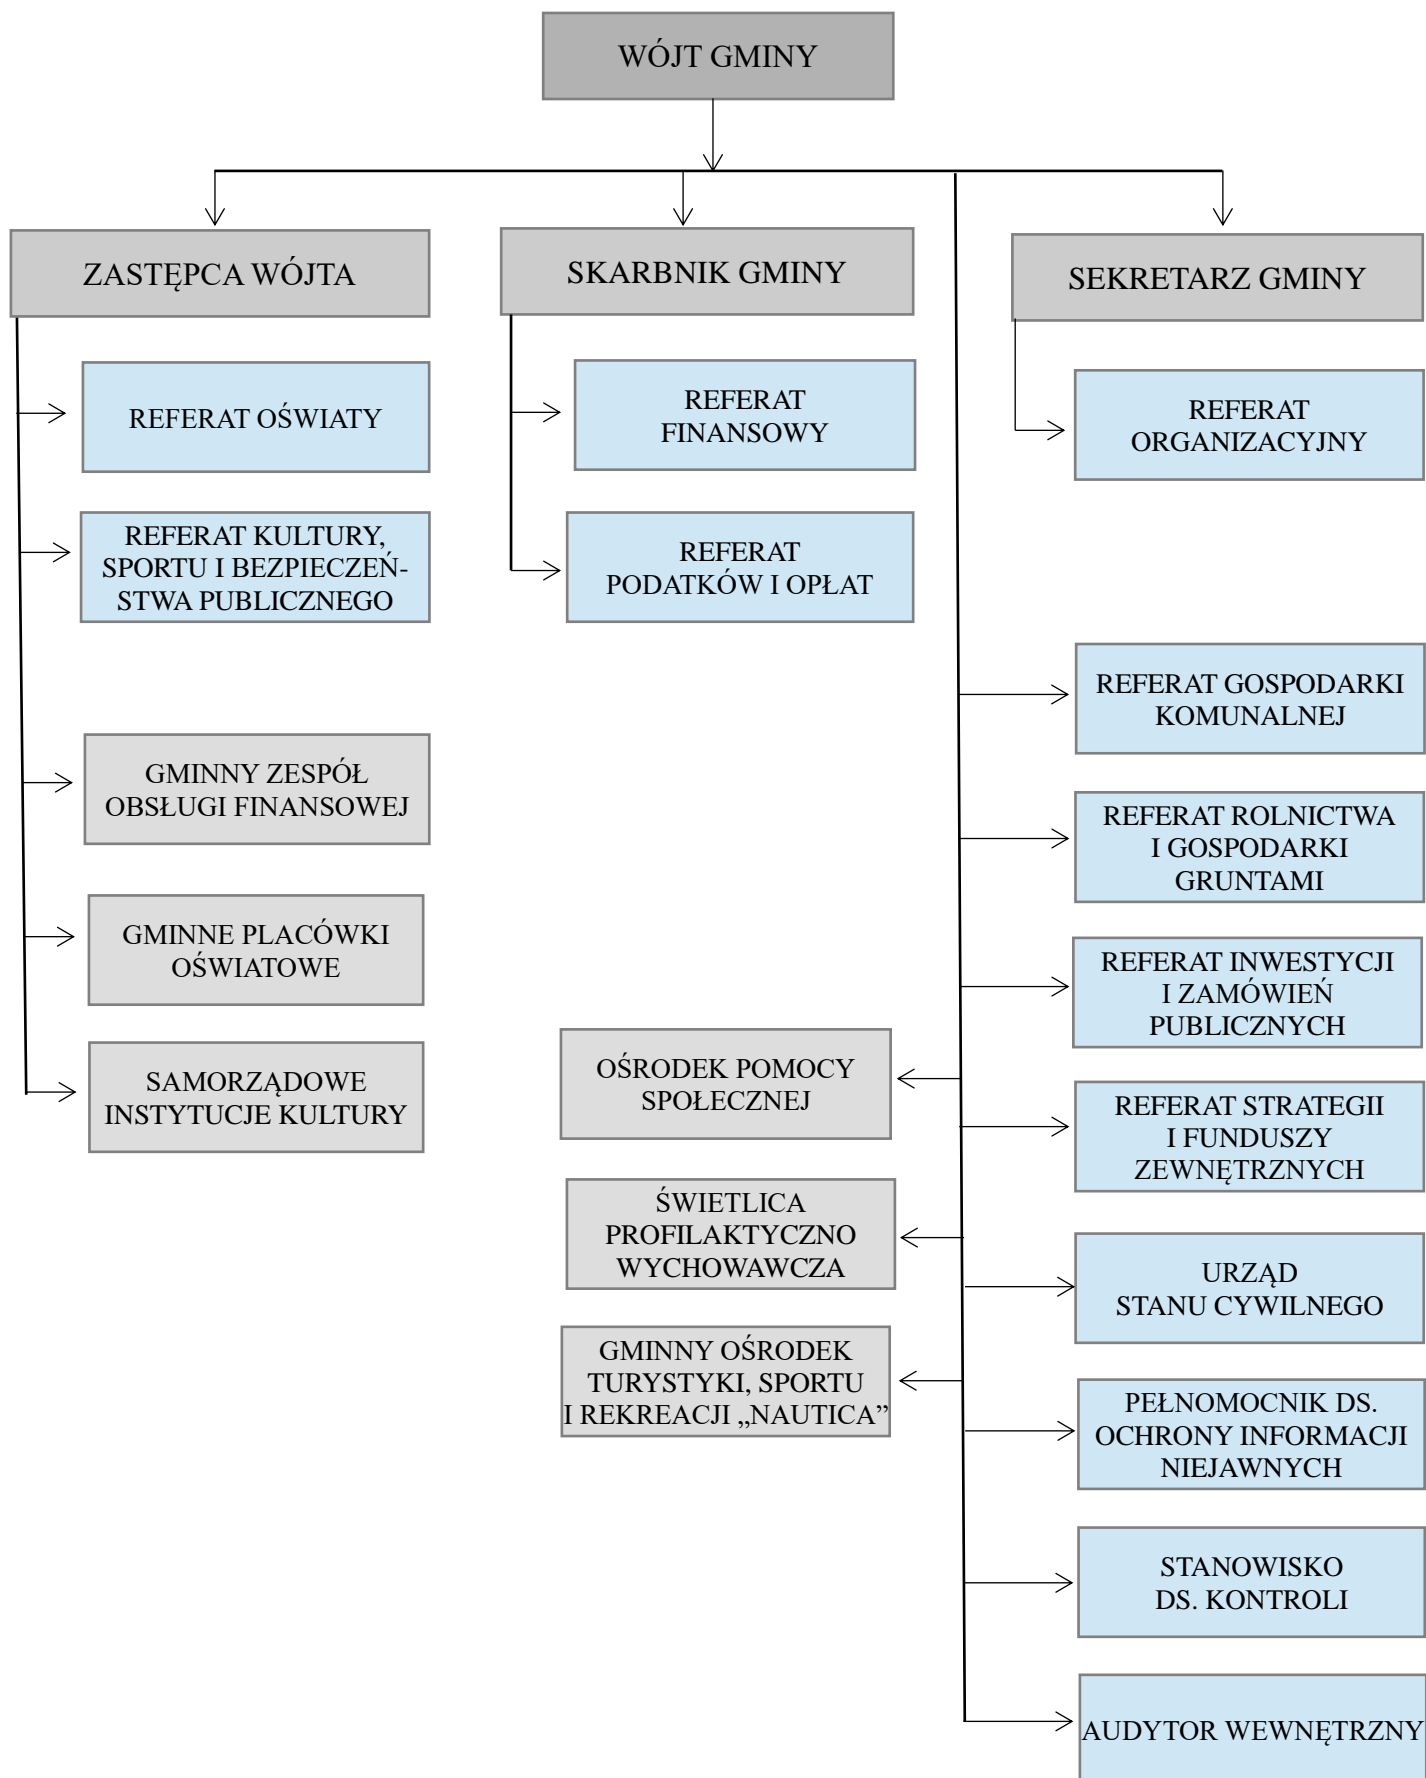 WÓJT GMINY
ZASTĘPCA WÓJTA
SKARBNIK GMINY
SEKRETARZ GMINY
REFERAT OŚWIATY
REFERAT KULTURY,
SPORTU I BEZPIECZEŃ-
STWA PUBLICZNEGO
GMINNY ZESPÓŁ
OBSŁUGI FINANSOWEJ
GMINNE PLACÓWKI
OŚWIATOWE
SAMORZĄDOWE
INSTYTUCJE KULTURY
REFERAT
FINANSOWY
REFERAT
PODATKÓW I OPŁAT
OŚRODEK POMOCY
SPOŁECZNEJ
ŚWIETLICA
PROFILAKTYCZNO
WYCHOWAWCZA
GMINNY OŚRODEK
TURYSTYKI, SPORTU
I REKREACJI „NAUTICA”
REFERAT
ORGANIZACYJNY
REFERAT GOSPODARKI
KOMUNALNEJ
REFERAT ROLNICTWA
I GOSPODARKI
GRUNTAMI
REFERAT INWESTYCJI
I ZAMÓWIEŃ
PUBLICZNYCH
REFERAT STRATEGII
I FUNDUSZY
ZEWNĘTRZNYCH
URZĄD
STANU CYWILNEGO
PEŁNOMOCNIK DS.
OCHRONY INFORMACJI
NIEJAWNYCH
STANOWISKO
DS. KONTROLI
AUDYTOR WEWNĘTRZNY